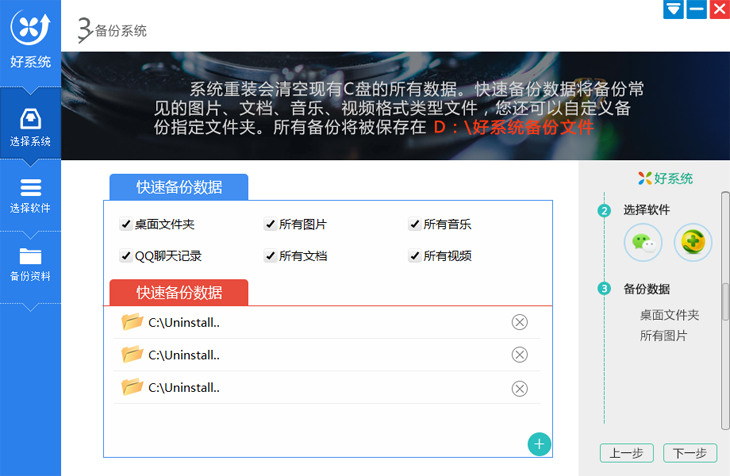 好系统
选择系统
选择软件
备份资料
3备份系统
系统重装会清空现有C盘的所有数据。快速备份数据将备份常
见的图片、文档、音乐、视频格式类型文件，您还可以自定义备
份指定文件夹。所有备份将被保存在 D：\好系统备份文件
快速备份数据
桌面文件夹 所有图片 所有音乐
QQ聊天记录 所有文档 所有视频
快速备份数据
C:\Uninstall..
C:\Uninstall..
C:\Uninstall..
好系统
2 选择软件
3 备份数据
桌面文件夹
所有图片
上一步 下一步